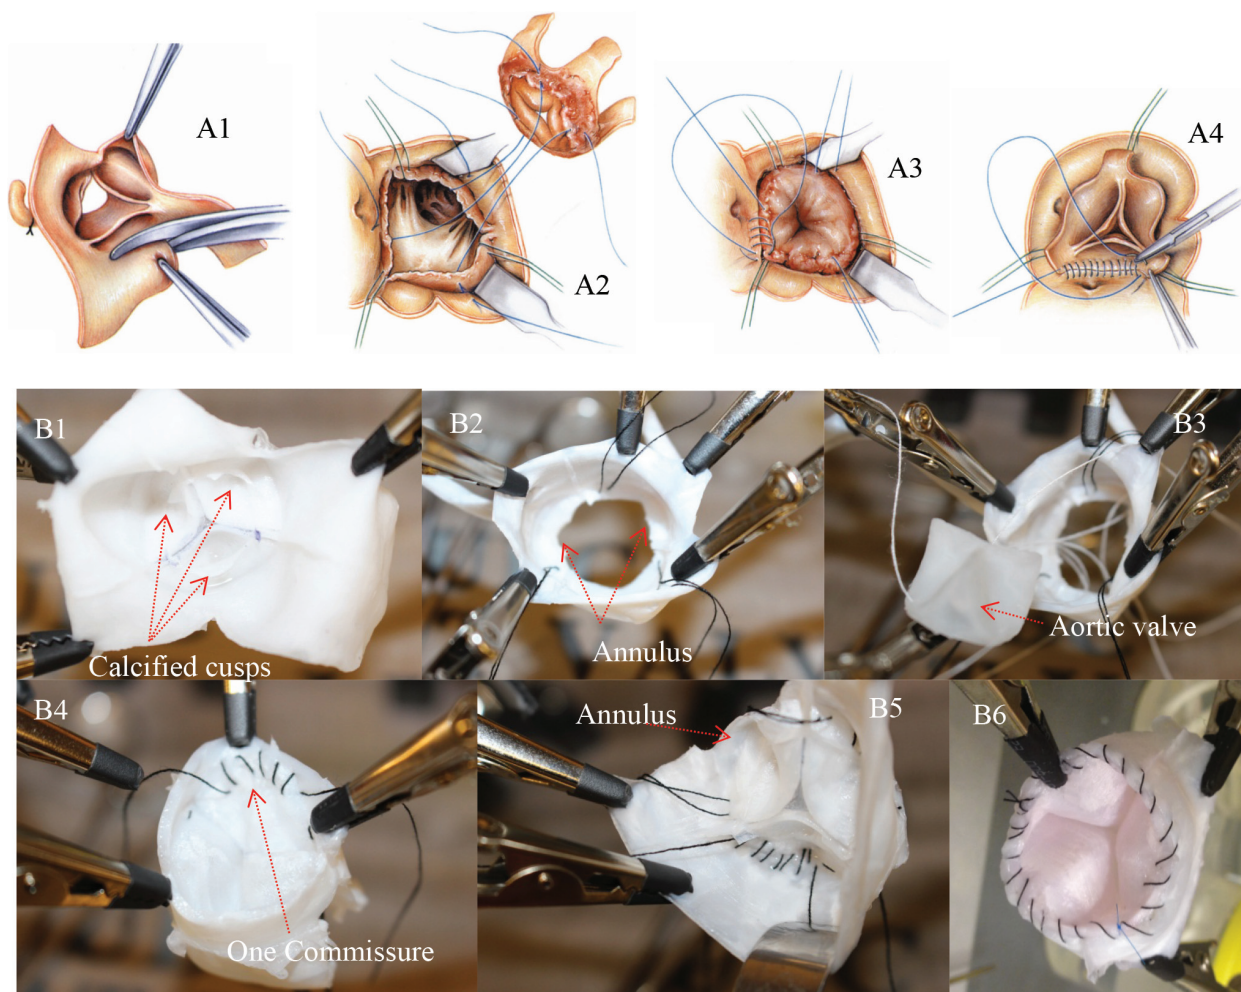 A1
A2
A3
A4
B1
Calcified cusps
B2
Annulus
B3
Aortic valve
B4
One Commissure
Annulus
B5
B6